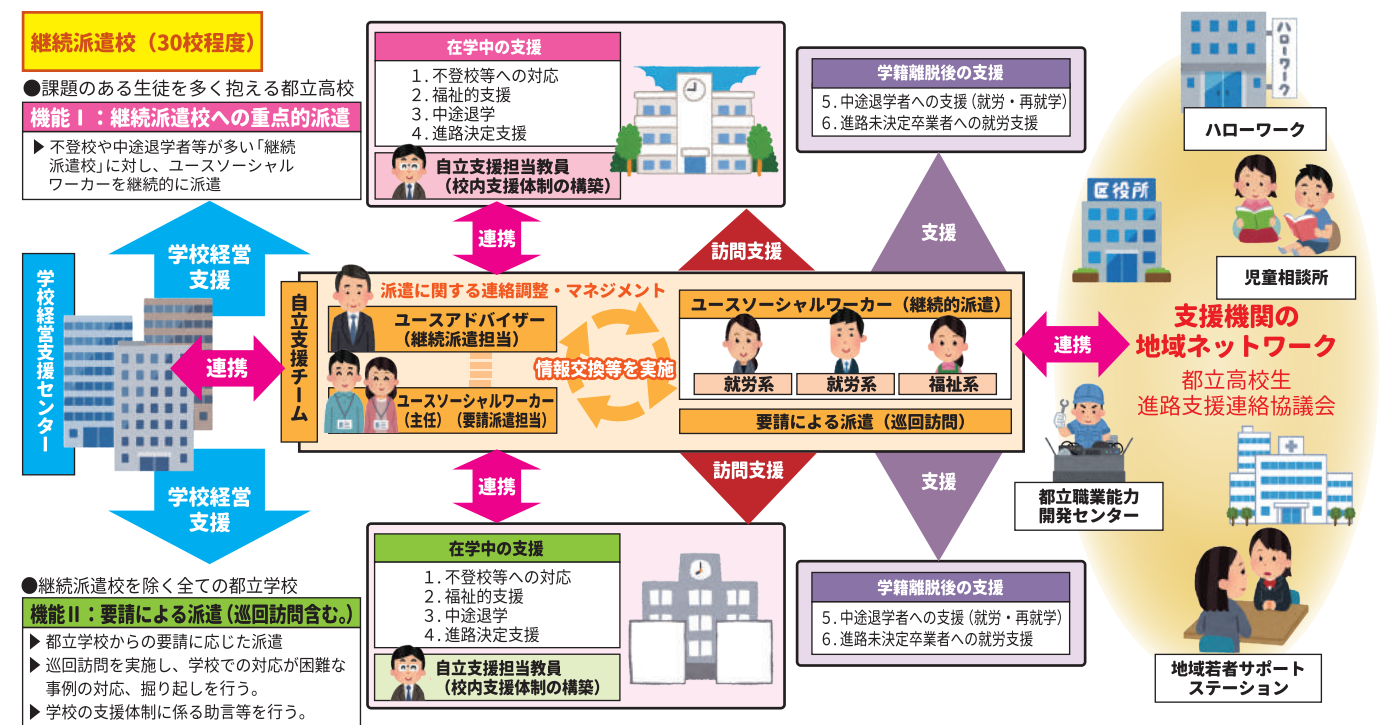 継続派遣校（30校程度）
●課題のある生徒を多く抱える都立高校
機能Ⅰ：継続派遣校への重点的派遣
▶ 不登校や中途退学者等が多い「継続
派遣校」に対し、ユースソーシャル
ワーカーを継続的に派遣
在学中の支援
1. 不登校等への対応
2. 福祉的支援
3. 中途退学
4. 進路決定支援
自立支援担当教員
（校内支援体制の構築）
学籍離脱後の支援
5. 中途退学者への支援（就労・再就学）
6. 進路未決定卒業者への就労支援
ハローワーク
ハローワーク
区役所
児童相談所
学校経営
支援
連携
訪問支援
支援
学校経営支援センター
連携
自立支援チーム
派遣に関する連絡調整・マネジメント
ユースアドバイザー
（継続派遣担当）
ユースソーシャルワーカー
（主任）（要請派遣担当）
情報交換等を実施
ユースソーシャルワーカー（継続的派遣）
就労系
就労系
福祉系
要請による派遣（巡回訪問）
連携
支援機関の
地域ネットワーク
都立高校生
進路支援連絡協議会
学校経営
支援
連携
訪問支援
支援
都立職業能力
開発センター
地域若者サポート
ステーション
●継続派遣校を除く全ての都立学校
機能Ⅱ：要請による派遣（巡回訪問含む。）
▶ 都立学校からの要請に応じた派遣
▶ 巡回訪問を実施し、学校での対応が困難な
事例の対応、掘り起しを行う。
▶ 学校の支援体制に係る助言等を行う。
在学中の支援
1. 不登校等への対応
2. 福祉的支援
3. 中途退学
4. 進路決定支援
自立支援担当教員
（校内支援体制の構築）
学籍離脱後の支援
5. 中途退学者への支援（就労・再就学）
6. 進路未決定卒業者への就労支援